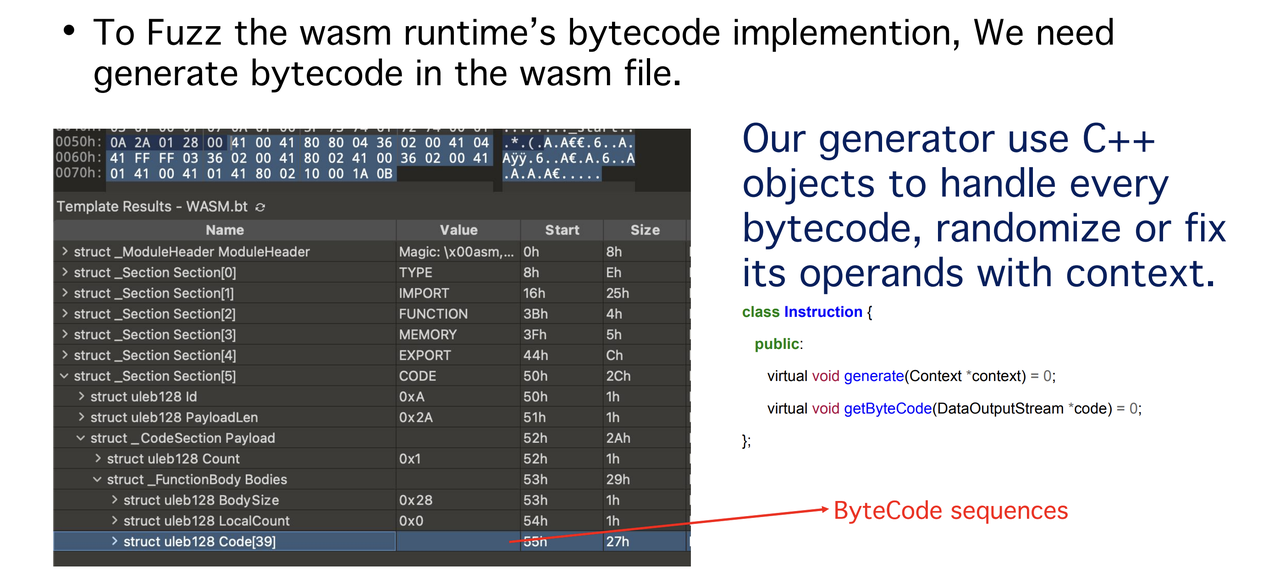 • To Fuzz the wasm runtime’s bytecode implemention, We need
generate bytecode in the wasm file.
0050h: 0A 2A 01 28 00 41 00 41 80 80 04 36 02 00 41 04 .*.(.A.A€€.6..A.
0060h: 41 FF FF 03 36 02 00 41 80 02 41 00 36 02 00 41 Aÿÿ.6..A€.A.6..A
0070h: 01 41 00 41 01 41 80 02 10 00 1A 0B .A.A.A€.....
Template Results - WASM.bt
Name Value Start Size
> struct _ModuleHeader ModuleHeader Magic: \x00asm,... 0h 8h
> struct _Section Section[0] TYPE 8h Eh
> struct _Section Section[1] IMPORT 16h 25h
> struct _Section Section[2] FUNCTION 3Bh 4h
> struct _Section Section[3] MEMORY 3Fh 5h
> struct _Section Section[4] EXPORT 44h Ch
struct _Section Section[5] CODE 50h 2Ch
> struct uleb128 Id 0xA 50h 1h
> struct uleb128 PayloadLen 0x2A 51h 1h
struct _CodeSection Payload 52h 2Ah
> struct uleb128 Count 0x1 52h 1h
struct _FunctionBody Bodies 53h 29h
> struct uleb128 BodySize 0x28 53h 1h
> struct uleb128 LocalCount 0x0 54h 1h
> struct uleb128 Code[39] 55h 27h
Our generator use C++
objects to handle every
bytecode, randomize or fix
its operands with context.
class Instruction {
public:
virtual void generate(Context *context) = 0;
virtual void getByteCode(DataOutputStream *code) = 0;
};
ByteCode sequences